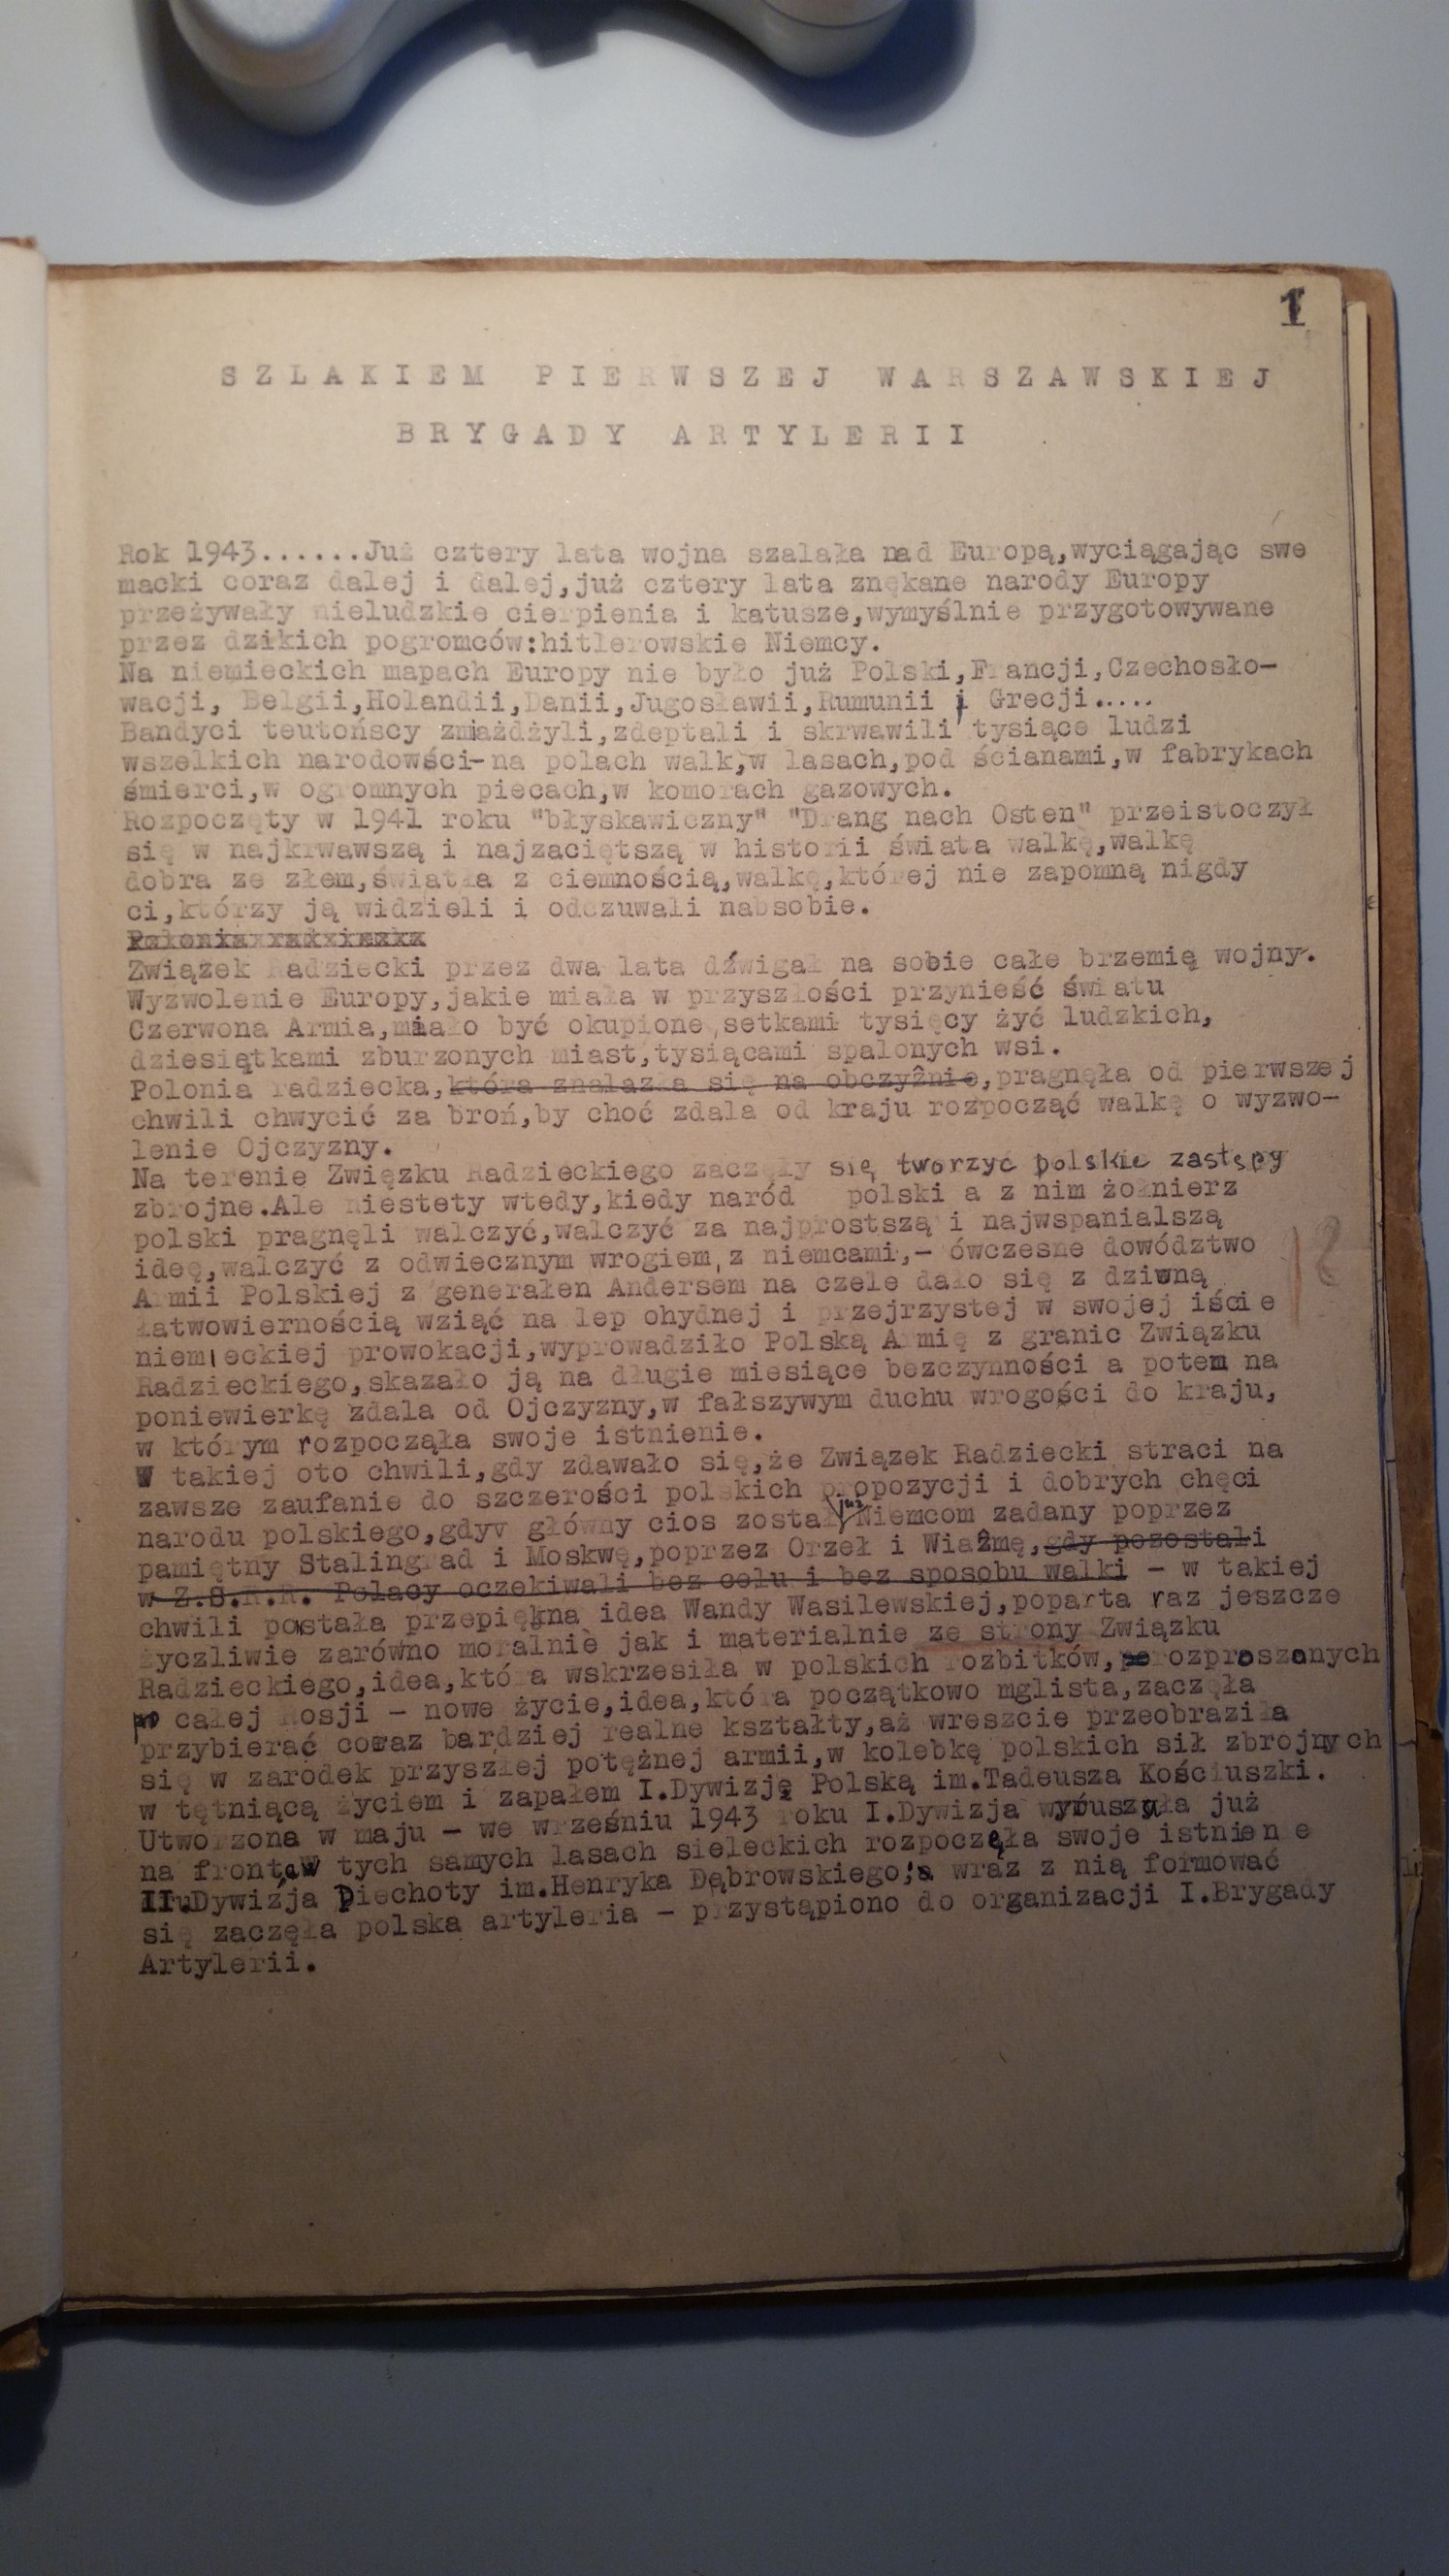 1
SZLAKIEM PIERWSZEJ WARSZAWSKIEJ
BRYGADY ARTYLERII
Rok 1943......Już cztery lata wojna szalała nad Europą,wyciągając swe
macki coraz dalej i dalej,już cztery lata znękane narody Europy
przeżywały nieludzkie cierpienia i katusze,wymyślnie przygotowywane
przez dzikich pogromców:hitlerowskie Niemcy.
Na niemieckich mapach Europy nie było już Polski,Francji,Czechosło-
wacji, Belgii,Holandii,Danii,Jugosławii,Rumunii i Grecji.....
Bandyci teutońscy zmiażdżyli,zdeptali i skrwawili tysiące ludzi
wszelkich narodowści-na polach walk,w lasach,pod ścianami,w fabrykach
śmierci,w ogromnych piecach,w komorach gazowych.
Rozpoczęty w 1941 roku "błyskawiczny" "Drang nach Osten" przeistoczył
się w najkrwawszą i najzaciętszą w historii świata walkę,walkę
dobra ze złem,światła z ciemnością,walkę,której nie zapomną nigdy
ci,którzy ją widzieli i odczuwali nabsobie.
Związek Radziecki przez dwa lata dźwigał na sobie całe brzemię wojny.
Wyzwolenie Europy,jakie miała w przyszłości przynieść światu
Czerwona Armia,miało być okupione setkami tysięcy żyć ludzkich,
dziesiątkami zburzonych miast,tysiącami spalonych wsi.
Polonia radziecka,która znalazła się na obczyźnie,pragnęła od pierwszej
chwili chwycić za broń,by choć zdala od kraju rozpocząć walkę o wyzwo-
lenie Ojczyzny.
Na terenie Związku Radzieckiego zaczęły się tworzyć polskie zastępy
zbrojne.Ale niestety wtedy,kiedy naród polski a z nim żołnierz
polski pragnęli walczyć,walczyć za najprostszą i najwspanialszą
ideę,walczyć z odwiecznym wrogiem,z niemcami,- ówczesne dowództwo
Armii Polskiej z generałen Andersem na czele dało się z dziwną
łatwowiernością wziąć na lep ohydnej i przejrzystej w swojej iście
niemieckiej prowokacji,wyprowadziło Polską Armię z granic Związku
Radzieckiego,skazało ją na długie miesiące bezczynności a potem na
poniewierkę zdala od Ojczyzny,w fałszywym duchu wrogości do kraju,
w którym rozpoczęła swoje istnienie.
W takiej oto chwili,gdy zdawało się,że Związek Radziecki straci na
zawsze zaufanie do szczerości polskich propozycji i dobrych chęci
narodu polskiego,gdyv główny cios został już Niemcom zadany poprzez
pamiętny Stalingrad i Moskwę,poprzez Orzeł i Wiaźmę,gdy pozostali
w Z.S.R.R. Polacy oczekiwali bez celu i bez sposobu walki - w takiej
chwili powstała przepiękna idea Wandy Wasilewskiej,poparta raz jeszcze
życzliwie zarówno moralnie jak i materialnie ze strony Związku
Radzieckiego,idea,która wskrzesiła w polskich rozbitków, rozproszonych
po całej Rosji - nowe życie,idea,która początkowo mglista,zaczęła
przybierać coraz bardziej realne kształty,aż wreszcie przeobraziła
się w zarodek przyszłej potężnej armii,w kolebkę polskich sił zbrojnych
w tętniącą życiem i zapałem I.Dywizję Polską im.Tadeusza Kościuszki.
Utworzona w maju - we wrześniu 1943 roku I.Dywizja wyruszyła już
na front,a w tych samych lasach sieleckich rozpoczęła swoje istnienie
II.Dywizja Piechoty im.Henryka Dąbrowskiego,a wraz z nią formować
się zaczęła polska artyleria - przystąpiono do organizacji I.Brygady
Artylerii.